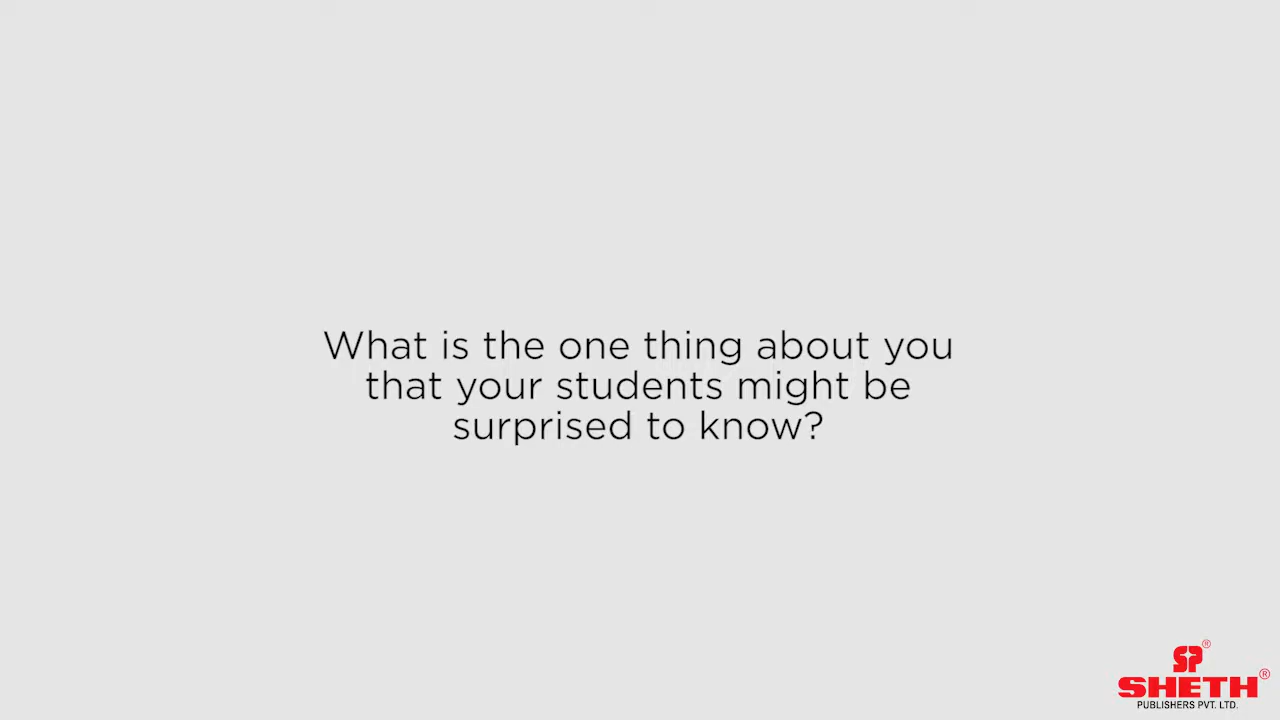 What is the one thing about you
that your students might be
surprised to know?
SP®
SHETH®
PUBLISHERS PVT. LTD.